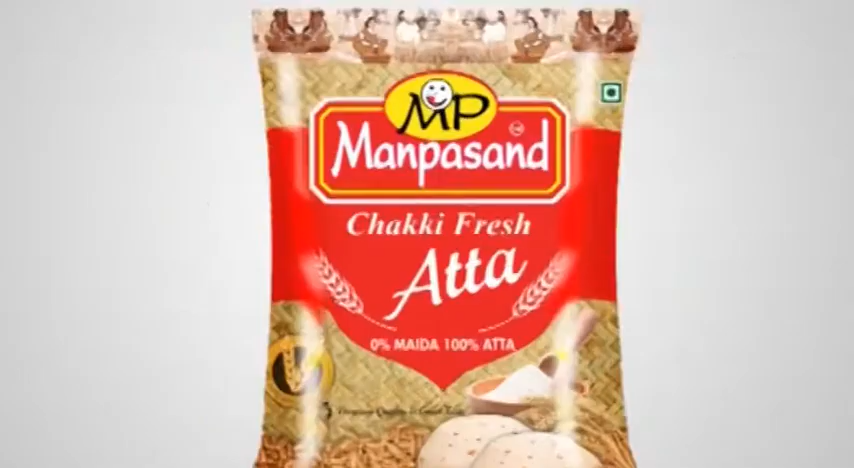 MP
Manpasand
Chakki Fresh
Atta
0% MAIDA 100% ATTA